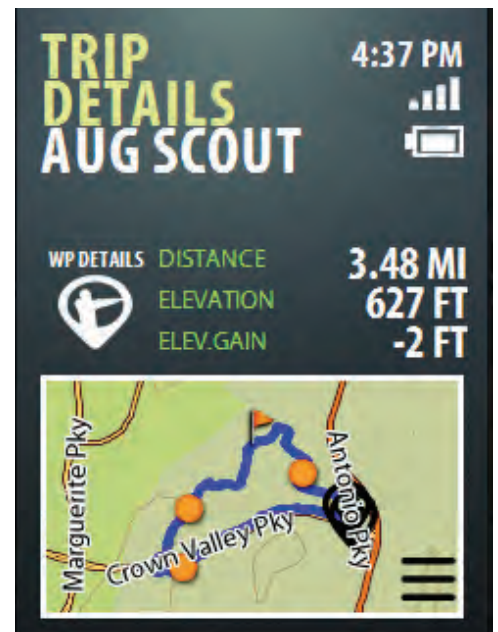 TRIP
DETAILS
AUG SCOUT
4:37 PM
WP DETAILS
DISTANCE 3.48 MI
ELEVATION 627 FT
ELEV.GAIN -2 FT
Marguerite Pky
Crown Valley Pky
Antonio Pky